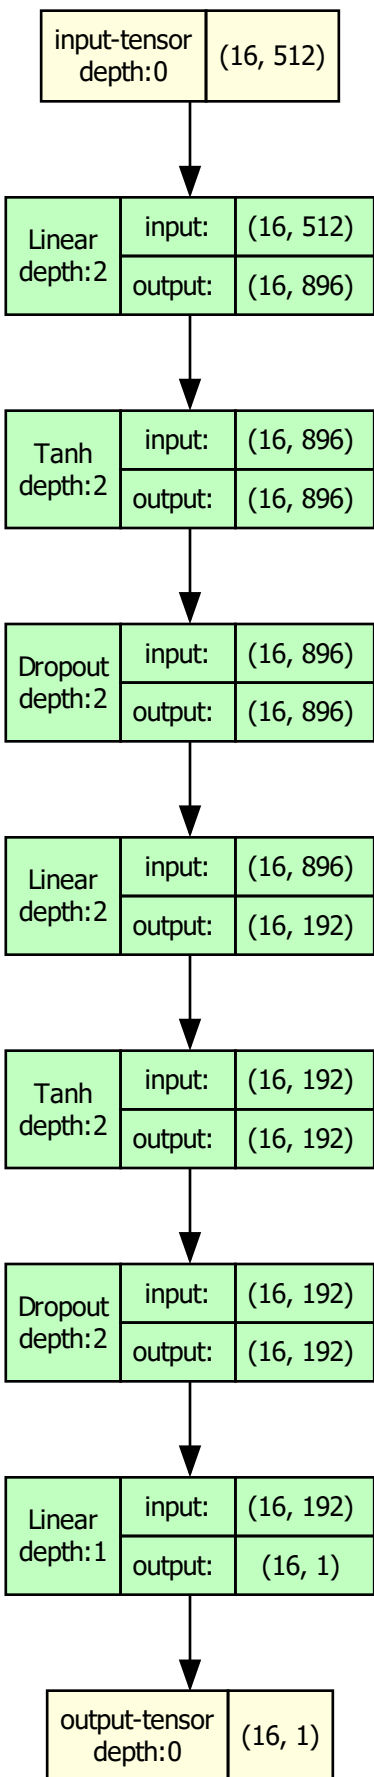 input-tensor
depth:0
(16, 512)
Linear
depth:2
input:
(16, 512)
output:
(16, 896)
Tanh
depth:2
input:
(16, 896)
output:
(16, 896)
Dropout
depth:2
input:
(16, 896)
output:
(16, 896)
Linear
depth:2
input:
(16, 896)
output:
(16, 192)
Tanh
depth:2
input:
(16, 192)
output:
(16, 192)
Dropout
depth:2
input:
(16, 192)
output:
(16, 192)
Linear
depth:1
input:
(16, 192)
output:
(16, 1)
output-tensor
depth:0
(16, 1)